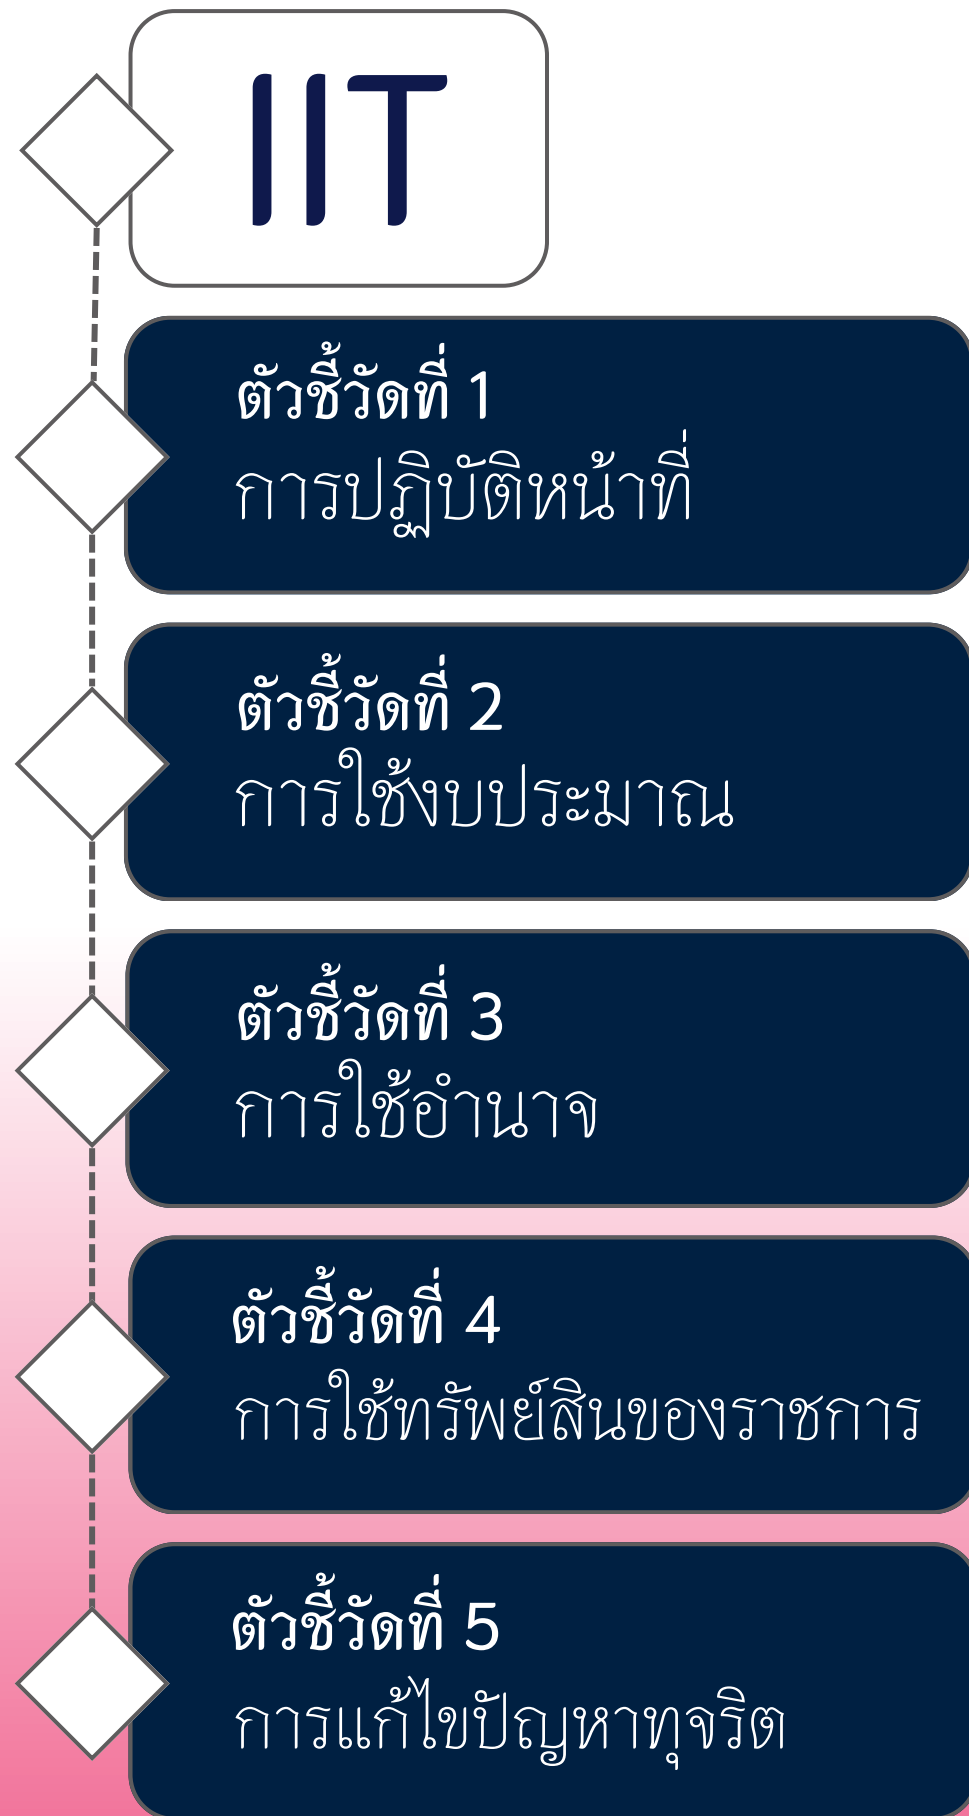 IIT
ตัวชี้วัดที่ 1
การปฏิบัติหน้าที่
ตัวชี้วัดที่ 2
การใช้งบประมาณ
ตัวชี้วัดที่ 3
การใช้อำนาจ
ตัวชี้วัดที่ 4
การใช้ทรัพย์สินของราชการ
ตัวชี้วัดที่ 5
การแก้ไขปัญหาทุจริต